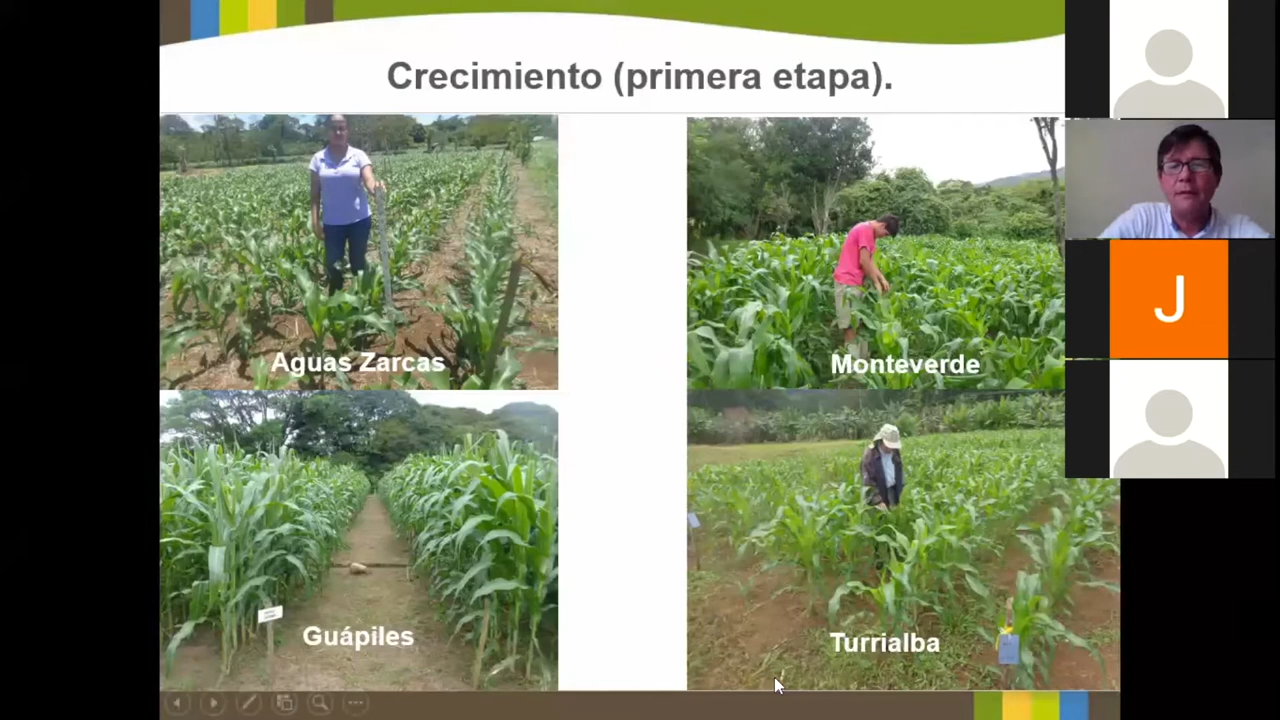 Crecimiento (primera etapa).
Aguas Zarcas
Monteverde
J
Guápiles
Turrialba